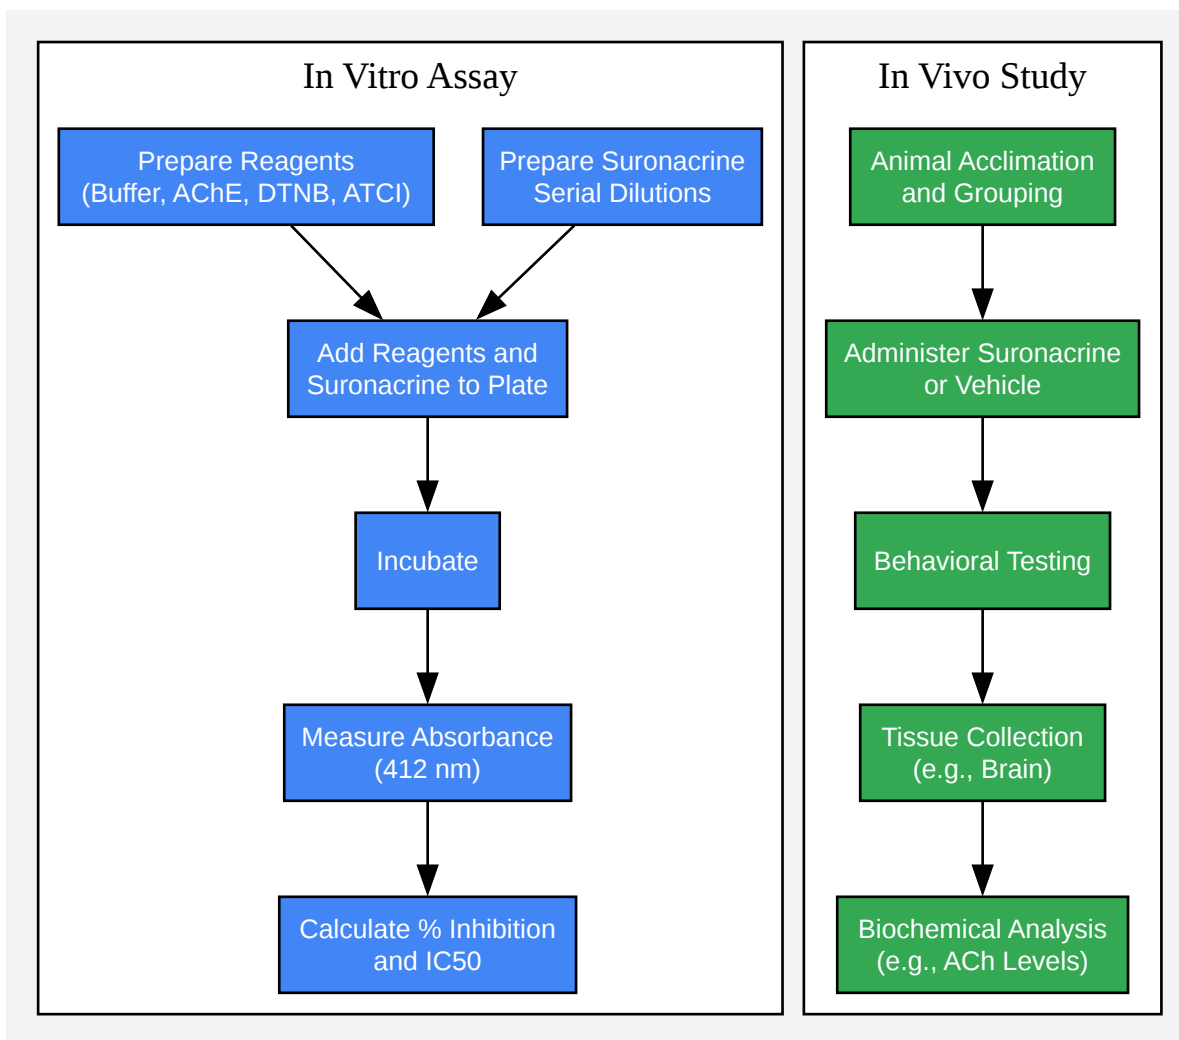 In Vitro Assay
Prepare Reagents
(Buffer, AChE, DTNB, ATCI)
Prepare Suronacrine
Serial Dilutions
Add Reagents and
Suronacrine to Plate
Incubate
Measure Absorbance
(412 nm)
Calculate % Inhibition
and IC50
In Vivo Study
Animal Acclimation
and Grouping
Administer Suronacrine
or Vehicle
Behavioral Testing
Tissue Collection
(e.g., Brain)
Biochemical Analysis
(e.g., ACh Levels)